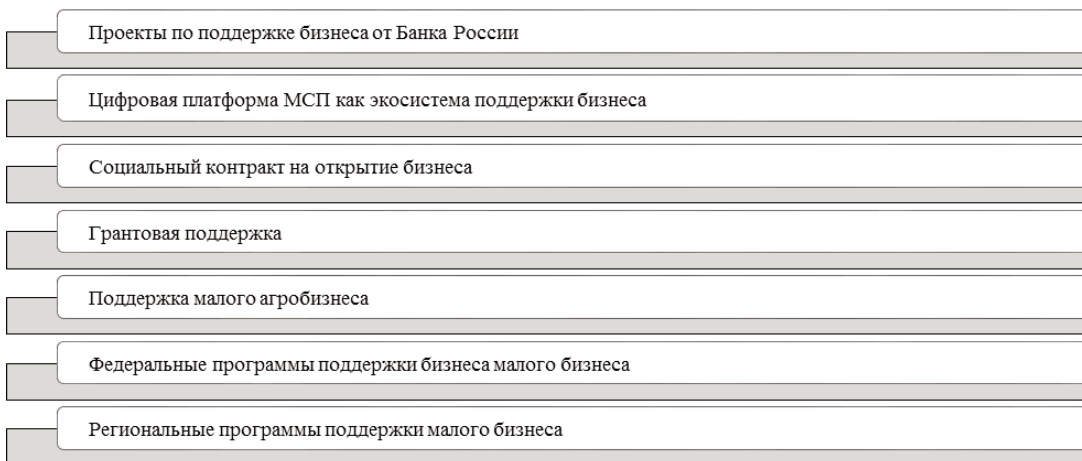 Проекты по поддержке бизнеса от Банка России
Цифровая платформа МСП как экосистема поддержки бизнеса
Социальный контракт на открытие бизнеса
Грантовая поддержка
Поддержка малого агробизнеса
Федеральные программы поддержки бизнеса малого бизнеса
Региональные программы поддержки малого бизнеса